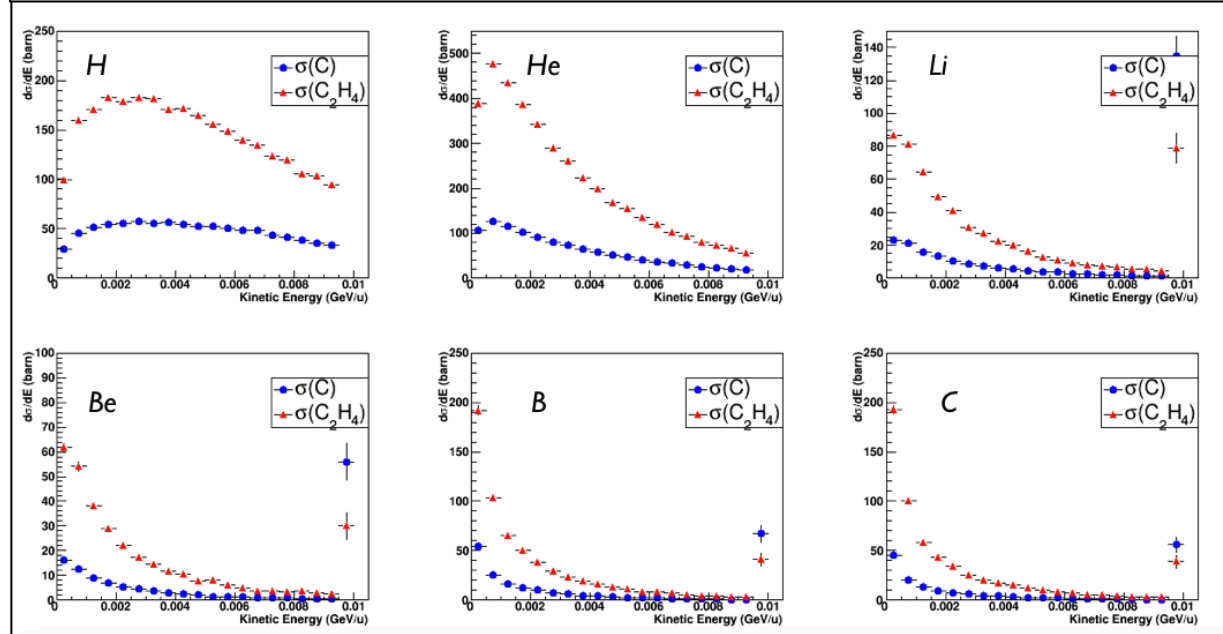 H
dσ/dE (barn)
250
200
150
100
50
0
σ(C)
σ(C₂H₄)
0.002 0.004 0.006 0.008 0.01
Kinetic Energy (GeV/u)
He
dσ/dE (barn)
500
400
300
200
100
0
σ(C)
σ(C₂H₄)
0.002 0.004 0.006 0.008 0.01
Kinetic Energy (GeV/u)
Li
dσ/dE (barn)
140
120
100
80
60
40
20
0
σ(C)
σ(C₂H₄)
0.002 0.004 0.006 0.008 0.01
Kinetic Energy (GeV/u)
Be
dσ/dE (barn)
100
90
80
70
60
50
40
30
20
10
0
σ(C)
σ(C₂H₄)
0.002 0.004 0.006 0.008 0.01
Kinetic Energy (GeV/u)
B
dσ/dE (barn)
250
200
150
100
50
0
σ(C)
σ(C₂H₄)
0.002 0.004 0.006 0.008 0.01
Kinetic Energy (GeV/u)
C
dσ/dE (barn)
250
200
150
100
50
0
σ(C)
σ(C₂H₄)
0.002 0.004 0.006 0.008 0.01
Kinetic Energy (GeV/u)